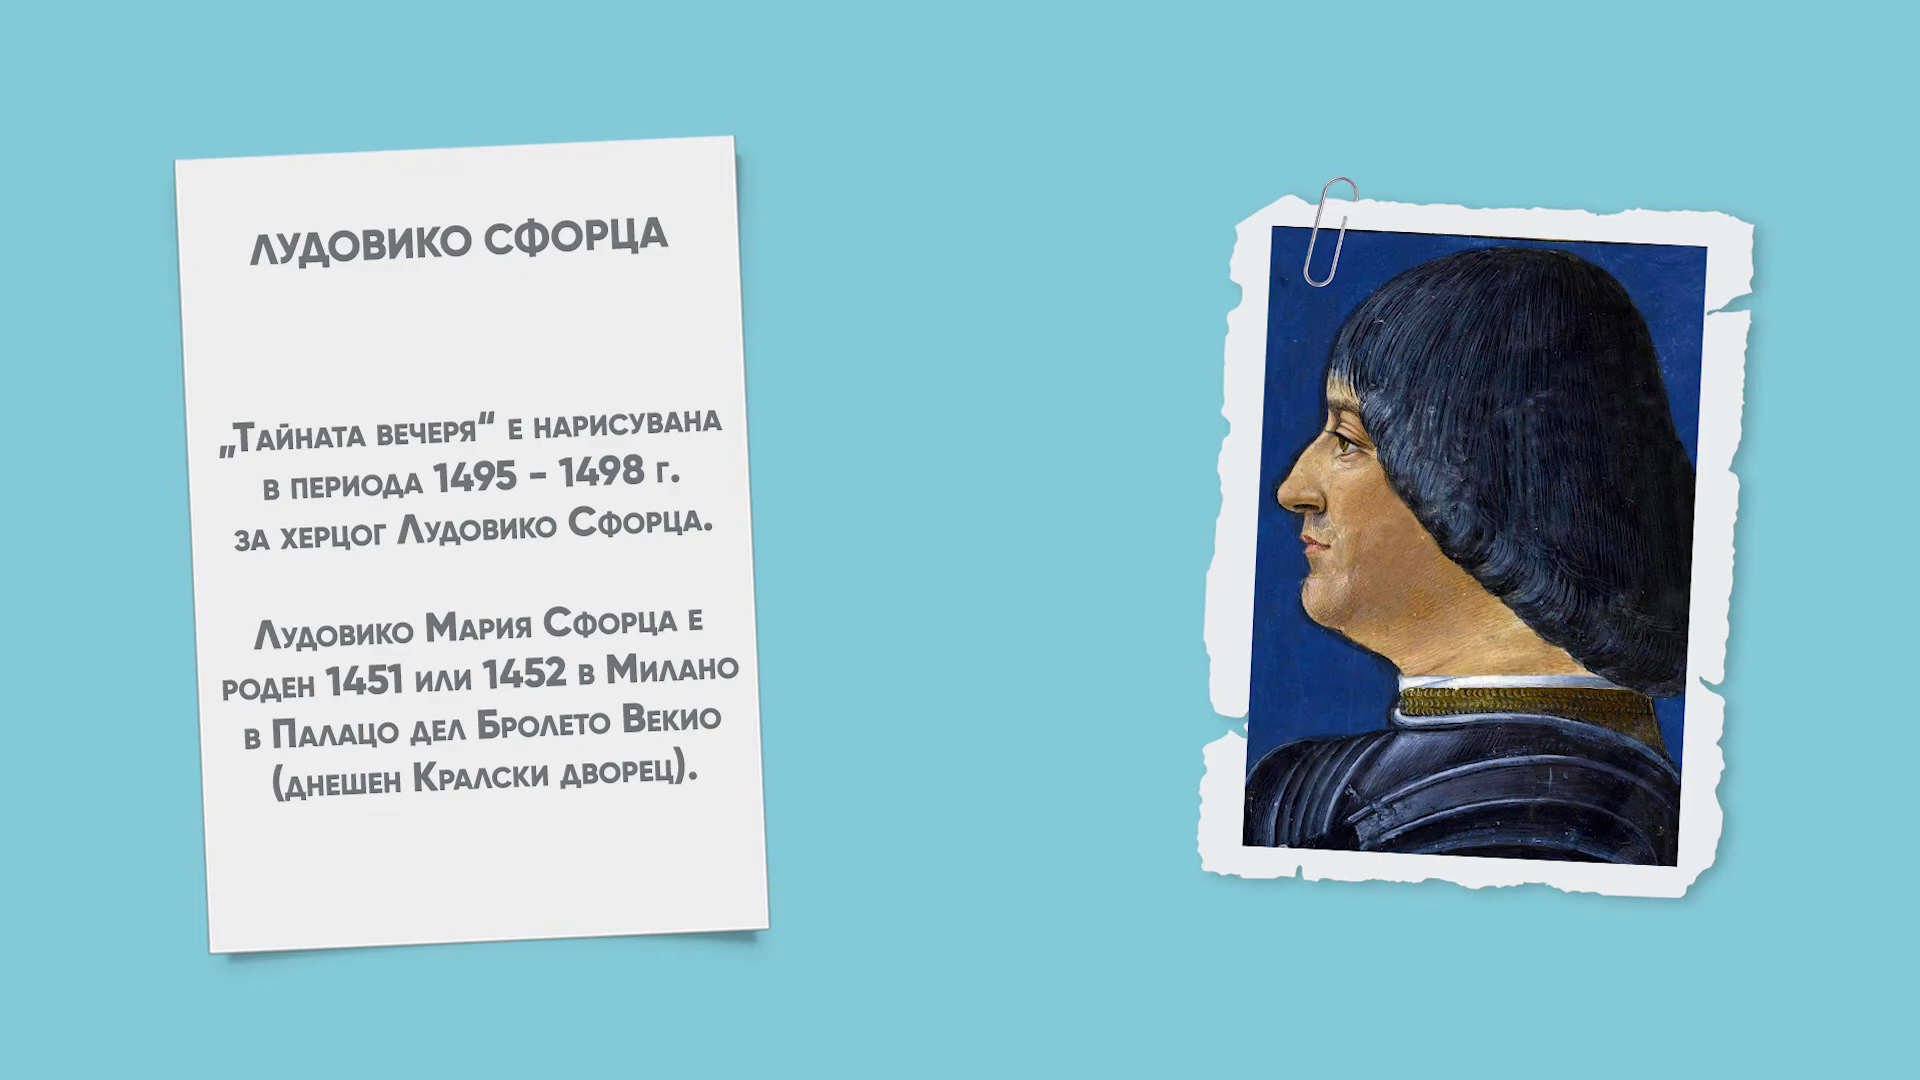 ЛУДОВИКО СФОРЦА
„Тайната вечеря“ е нарисувана
в периода 1495 - 1498 г.
за херцог Лудовико Сфорца.
Лудовико Мария Сфорца е
роден 1451 или 1452 в Милано
в Палацо дел Бролето Векио
(днешен Кралски дворец).